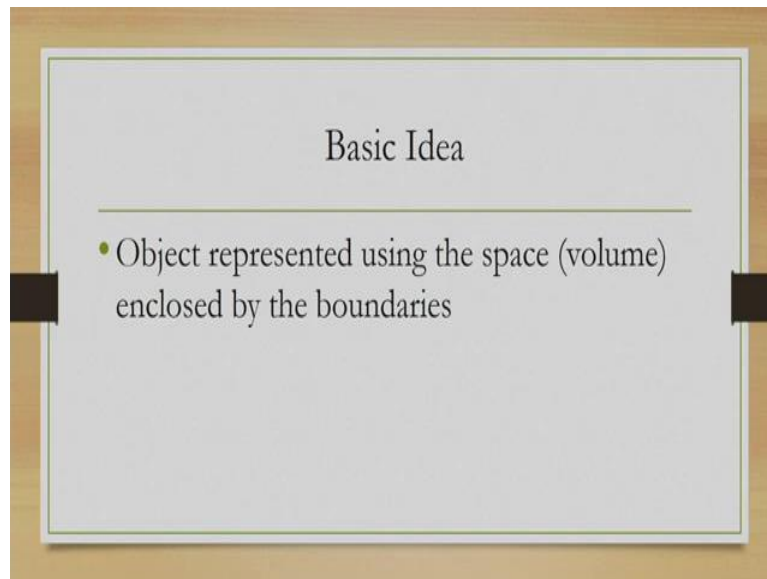 Basic Idea
• Object represented using the space (volume)
enclosed by the boundaries